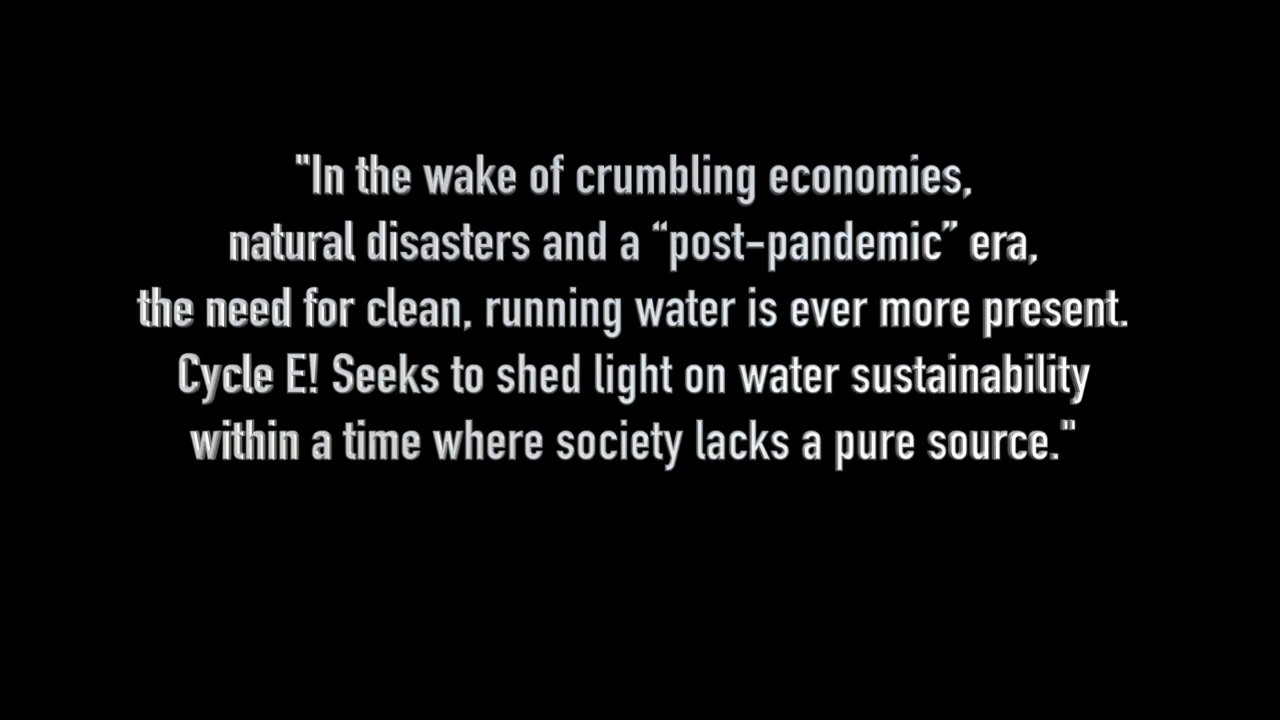 "In the wake of crumbling economies,
natural disasters and a “post-pandemic” era,
the need for clean, running water is ever more present.
Cycle E! Seeks to shed light on water sustainability
within a time where society lacks a pure source."